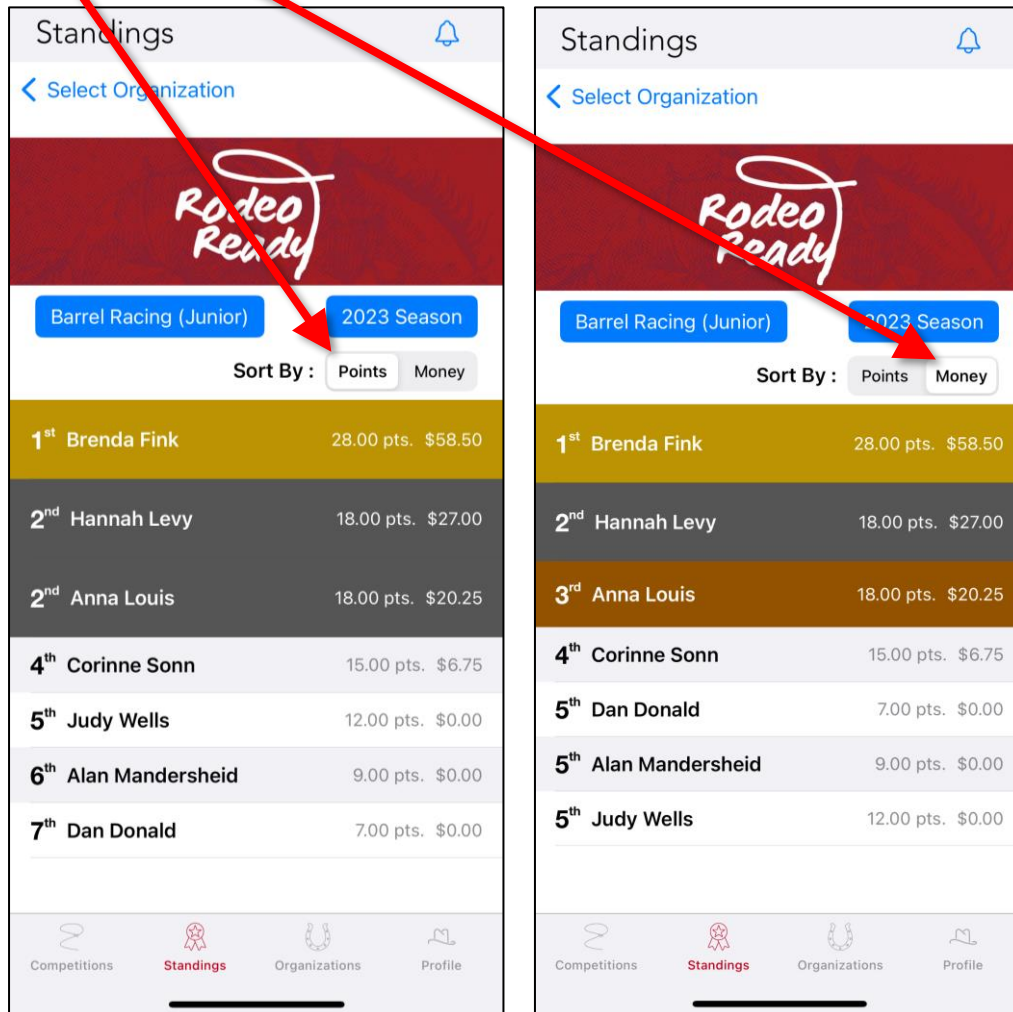 Standings
Select Organization
Rodeo
Ready
Barrel Racing (Junior) 2023 Season
Sort By : Points Money
1st Brenda Fink 28.00 pts. $58.50
2nd Hannah Levy 18.00 pts. $27.00
2nd Anna Louis 18.00 pts. $20.25
4th Corinne Sonn 15.00 pts. $6.75
5th Judy Wells 12.00 pts. $0.00
6th Alan Mandersheid 9.00 pts. $0.00
7th Dan Donald 7.00 pts. $0.00
Competitions Standings Organizations Profile
Standings
Select Organization
Rodeo
Ready
Barrel Racing (Junior) 2023 Season
Sort By : Points Money
1st Brenda Fink 28.00 pts. $58.50
2nd Hannah Levy 18.00 pts. $27.00
3rd Anna Louis 18.00 pts. $20.25
4th Corinne Sonn 15.00 pts. $6.75
5th Dan Donald 7.00 pts. $0.00
5th Alan Mandersheid 9.00 pts. $0.00
5th Judy Wells 12.00 pts. $0.00
Competitions Standings Organizations Profile